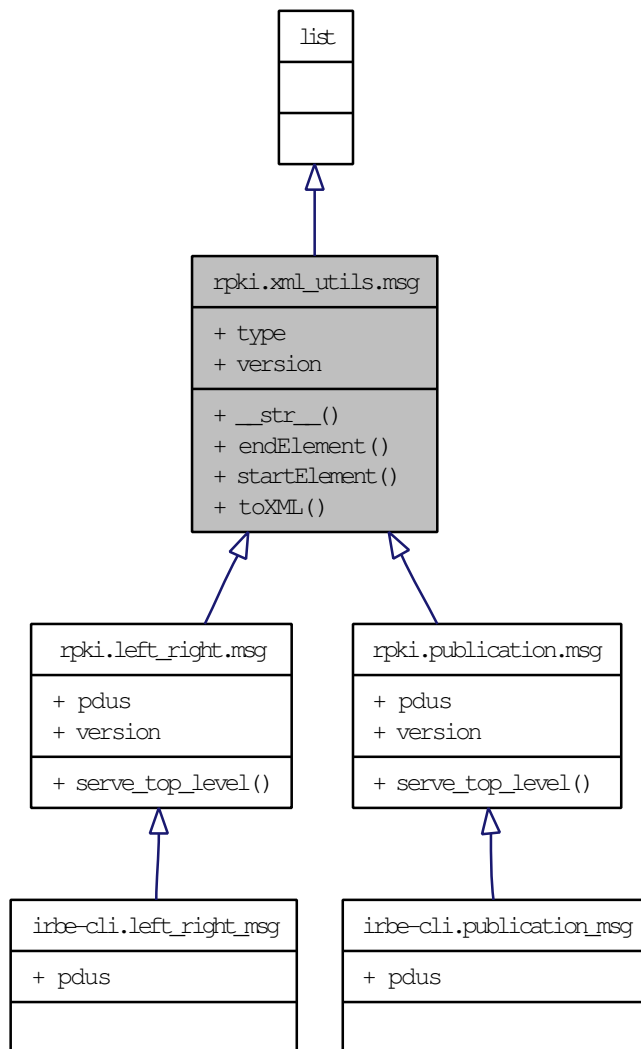 list
rpki.xml_utils.msg
+ type
+ version
+ __str__()
+ endElement()
+ startElement()
+ toXML()
rpki.left_right.msg
+ pdus
+ version
+ serve_top_level()
rpki.publication.msg
+ pdus
+ version
+ serve_top_level()
irbe-cli.left_right_msg
+ pdus
irbe-cli.publication_msg
+ pdus